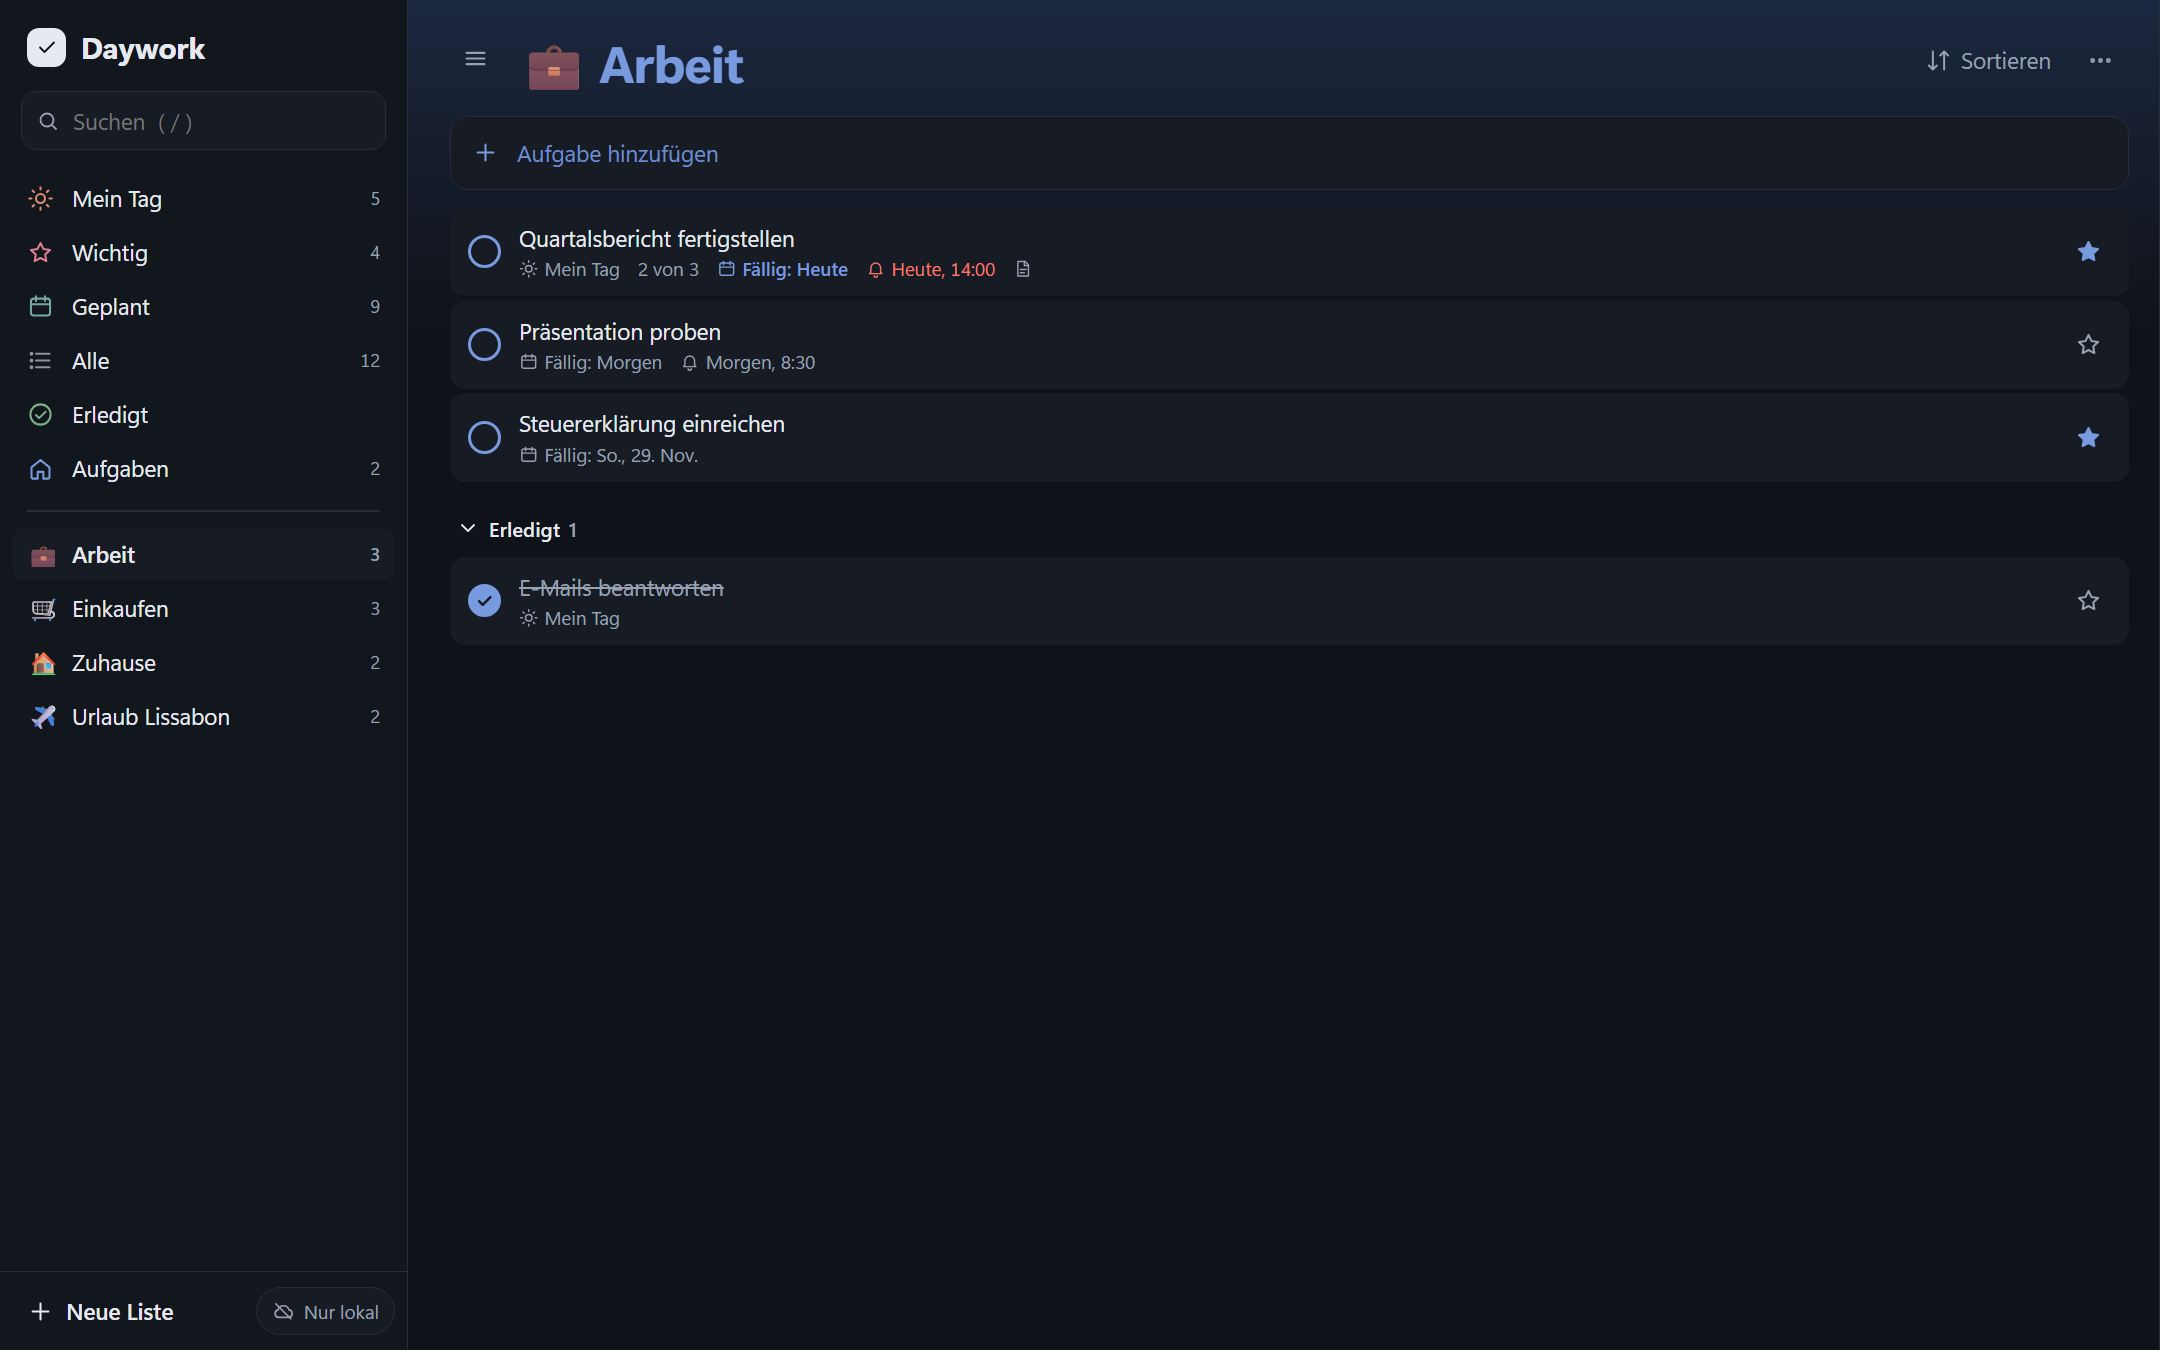 Daywork
Suchen ( / )
Mein Tag 5
Wichtig 4
Geplant 9
Alle 12
Erledigt
Aufgaben 2
Arbeit 3
Einkaufen 3
Zuhause 2
Urlaub Lissabon 2
Neue Liste Nur lokal
Arbeit Sortieren
Aufgabe hinzufügen
Quartalsbericht fertigstellen
Mein Tag 2 von 3 Fällig: Heute Heute, 14:00
Präsentation proben
Fällig: Morgen Morgen, 8:30
Steuererklärung einreichen
Fällig: So., 29. Nov.
Erledigt 1
E-Mails beantworten
Mein Tag